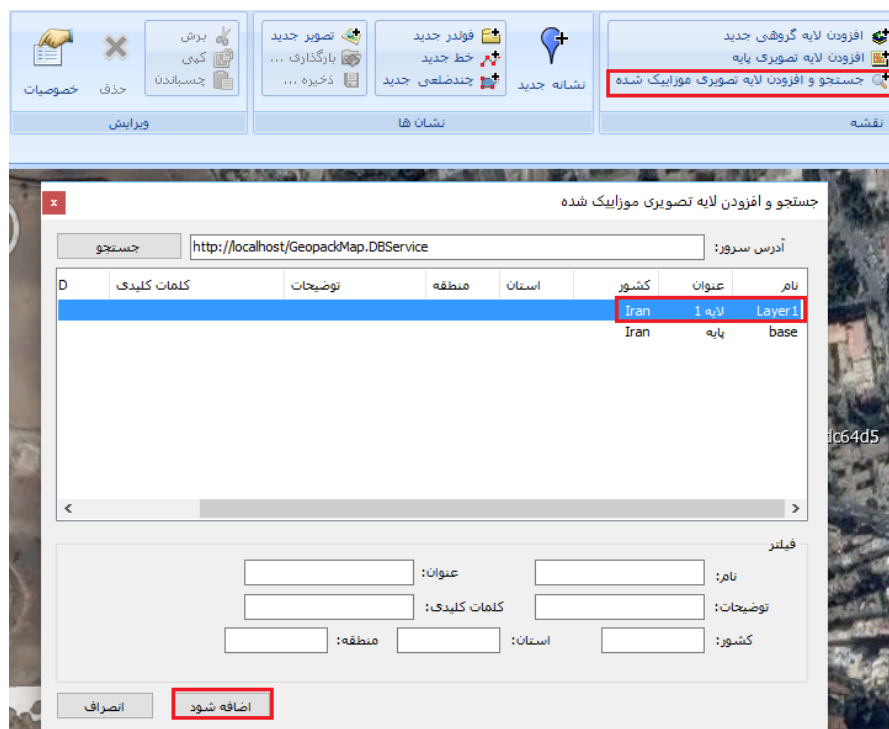 افزودن لایه گروهی جدید
افزودن لایه تصویری پایه
جستجو و افزودن لایه تصویری موزاییک شده
نقشه
نشانه جدید
فولدر جدید
خط جدید
چندضلعی جدید
تصویر جدید
بارگذاری ...
ذخیره ...
نشان ها
برش
کپی
چسباندن
حذف
خصوصیات
ویرایش
جستجو و افزودن لایه تصویری موزاییک شده
x
آدرس سرور: http://localhost/GeopackMap.DBService جستجو
نام عنوان کشور استان منطقه توضیحات کلمات کلیدی D
Layer1 لایه 1 Iran
base پایه Iran
dc64d5
فیلتر
نام: عنوان:
توضیحات: کلمات کلیدی:
کشور: استان: منطقه:
اضافه شود انصراف